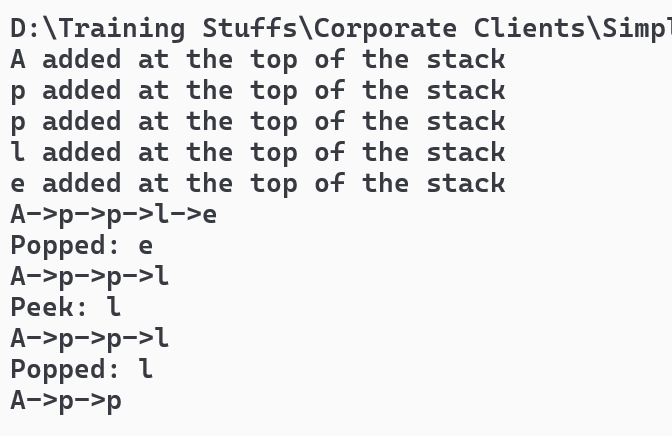 D:\Training Stuffs\Corporate Clients\Simpl
A added at the top of the stack
p added at the top of the stack
p added at the top of the stack
l added at the top of the stack
e added at the top of the stack
A->p->p->l->e
Popped: e
A->p->p->l
Peek: l
A->p->p->l
Popped: l
A->p->p